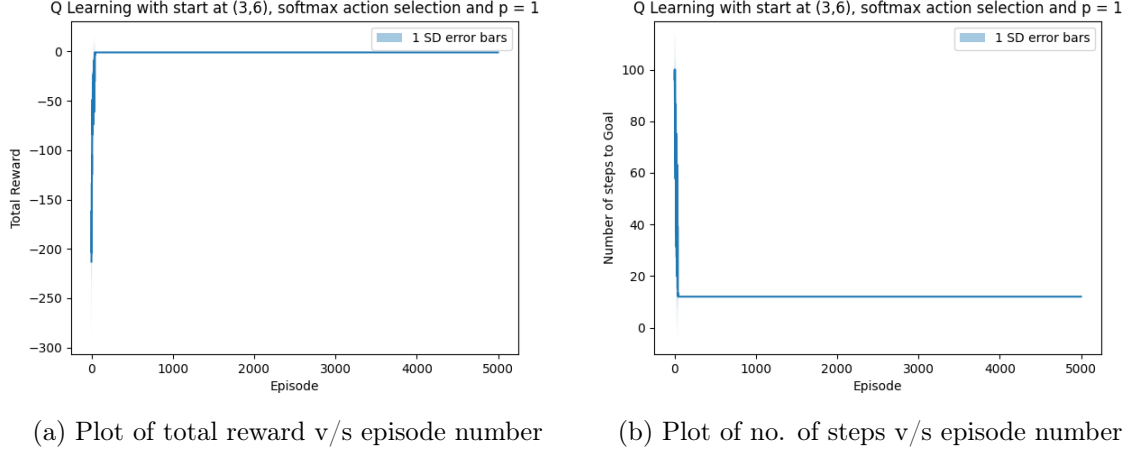 Q Learning with start at (3,6), softmax action selection and p = 1
1 SD error bars
0
−50
−100
−150
−200
−250
−300
Total Reward
0 1000 2000 3000 4000 5000
Episode
(a) Plot of total reward v/s episode number
Q Learning with start at (3,6), softmax action selection and p = 1
1 SD error bars
100
80
60
40
20
0
Number of steps to Goal
0 1000 2000 3000 4000 5000
Episode
(b) Plot of no. of steps v/s episode number